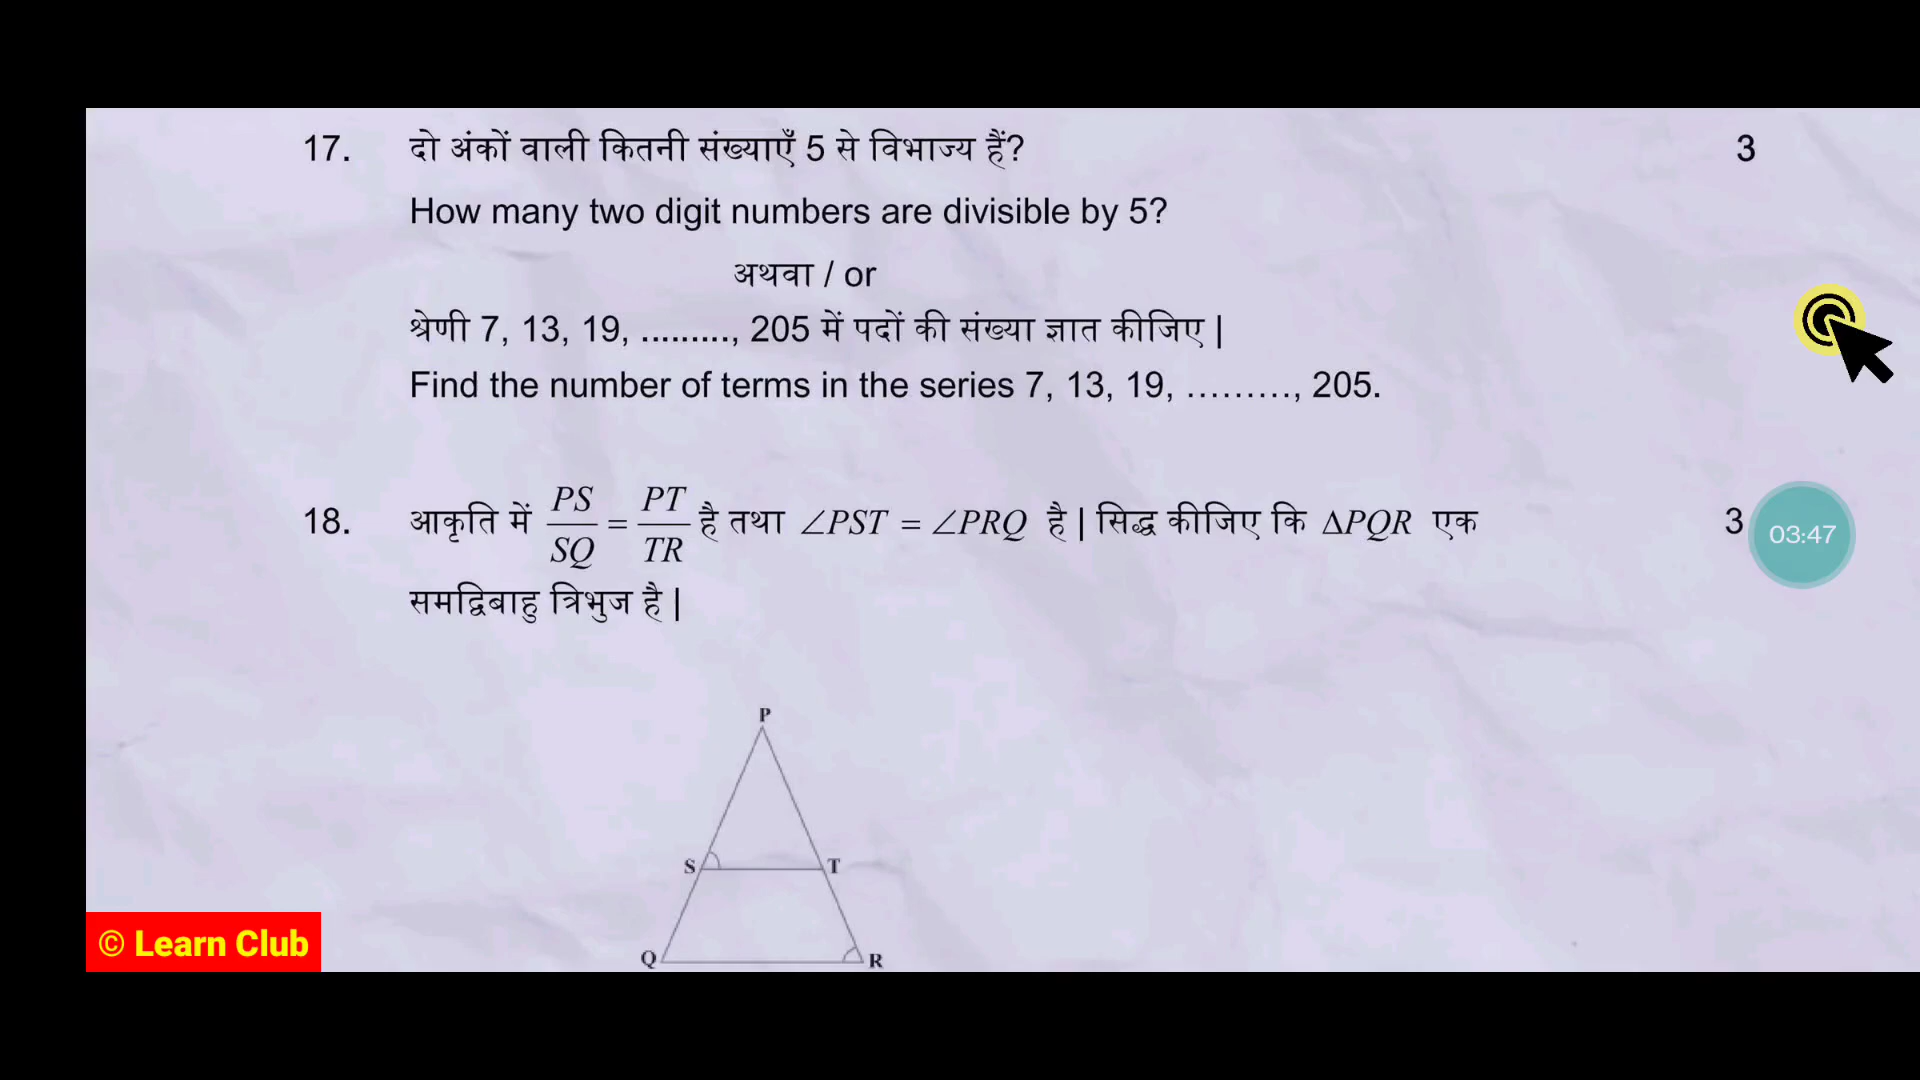 17. दो अंकों वाली कितनी संख्याएँ 5 से विभाज्य हैं? 3
How many two digit numbers are divisible by 5?
अथवा / or
श्रेणी 7, 13, 19, ........., 205 में पदों की संख्या ज्ञात कीजिए |
Find the number of terms in the series 7, 13, 19, ………, 205.
18. आकृति में PS/SQ = PT/TR है तथा ∠PST = ∠PRQ है | सिद्ध कीजिए कि ΔPQR एक 3
03:47
समद्विबाहु त्रिभुज है |
P
S T
Q R
© Learn Club